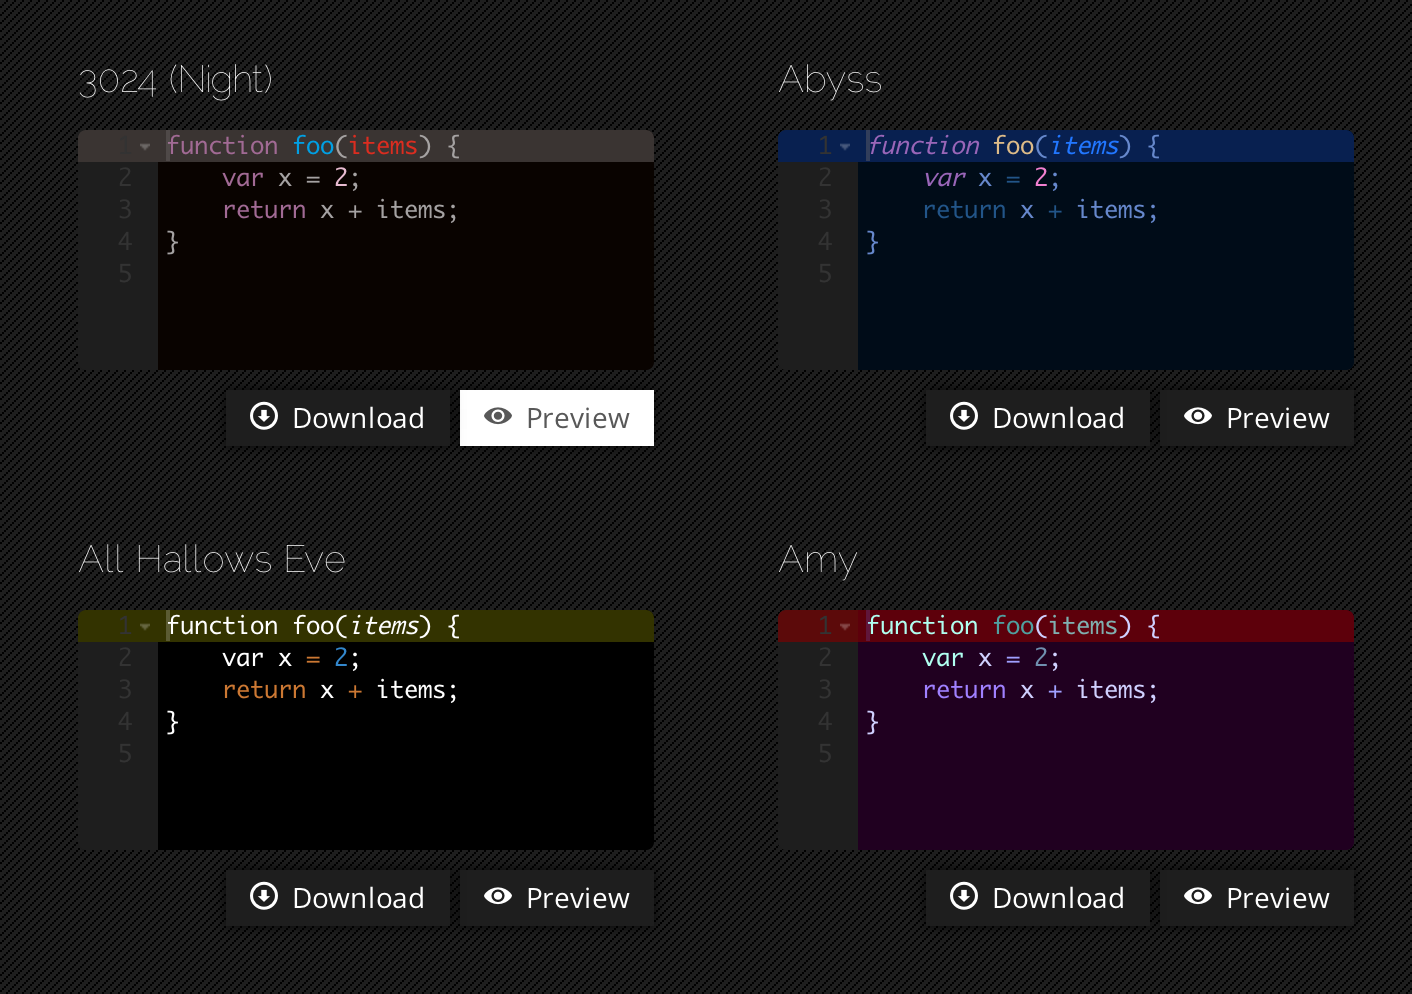 3024 (Night)
1 function foo(items) {
2     var x = 2;
3     return x + items;
4 }
5
Download
Preview
Abyss
1 function foo(items) {
2     var x = 2;
3     return x + items;
4 }
5
Download
Preview
All Hallows Eve
1 function foo(items) {
2     var x = 2;
3     return x + items;
4 }
5
Download
Preview
Amy
1 function foo(items) {
2     var x = 2;
3     return x + items;
4 }
5
Download
Preview